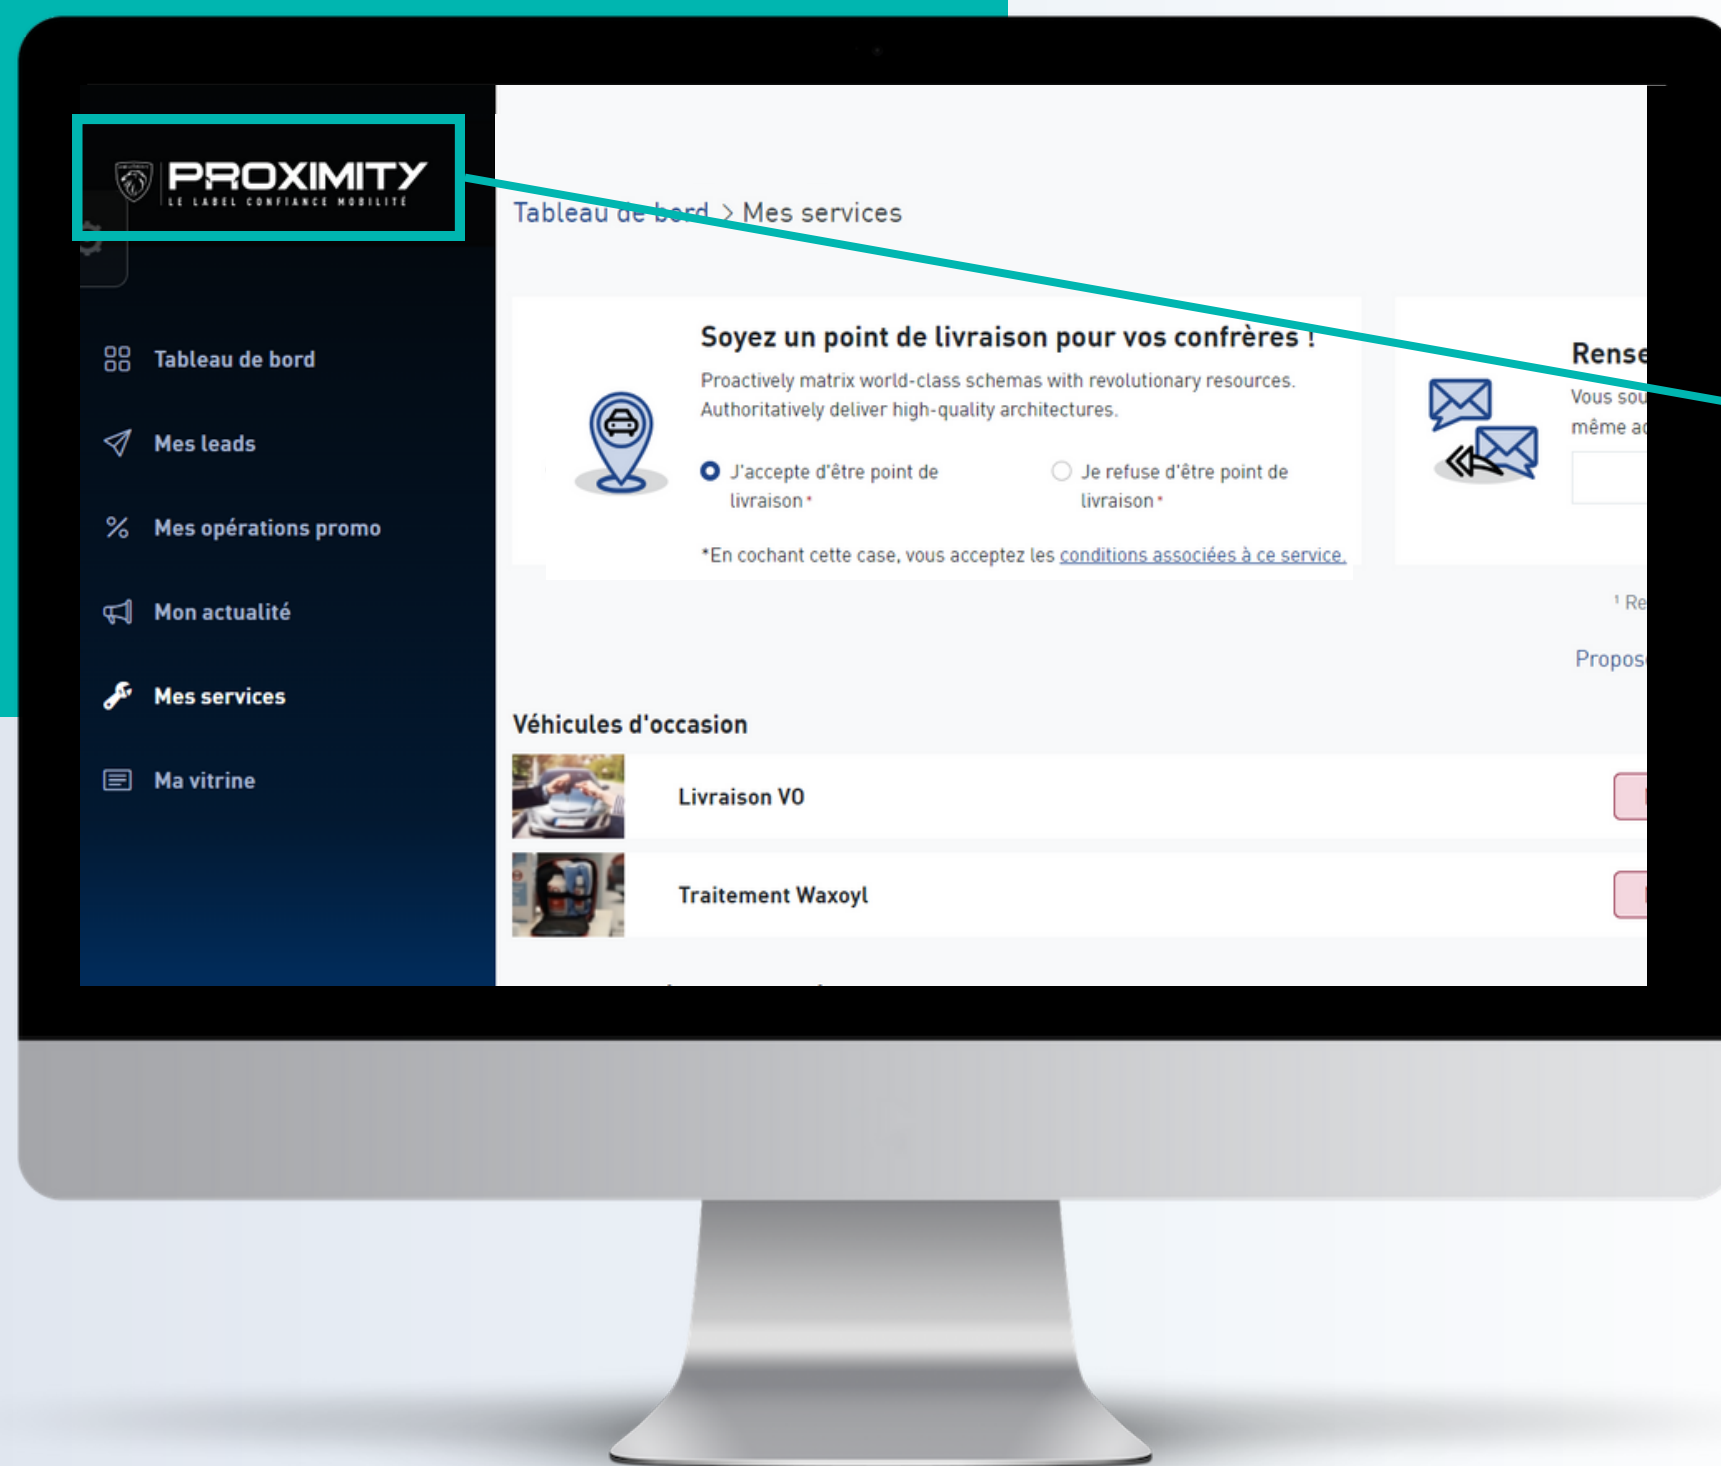 PROXIMITY
LE LABEL CONFIANCE MOBILITÉ
Tableau de bord > Mes services
Tableau de bord
Mes leads
Mes opérations promo
Mon actualité
Mes services
Ma vitrine
Soyez un point de livraison pour vos confrères !
Proactively matrix world-class schemas with revolutionary resources.
Authoritatively deliver high-quality architectures.
J'accepte d'être point de
livraison*
Je refuse d'être point de
livraison*
*En cochant cette case, vous acceptez les conditions associées à ce service.
Rense
Vous sou
même ad
¹ Re
Propos
Véhicules d'occasion
Livraison VO
Traitement Waxoyl